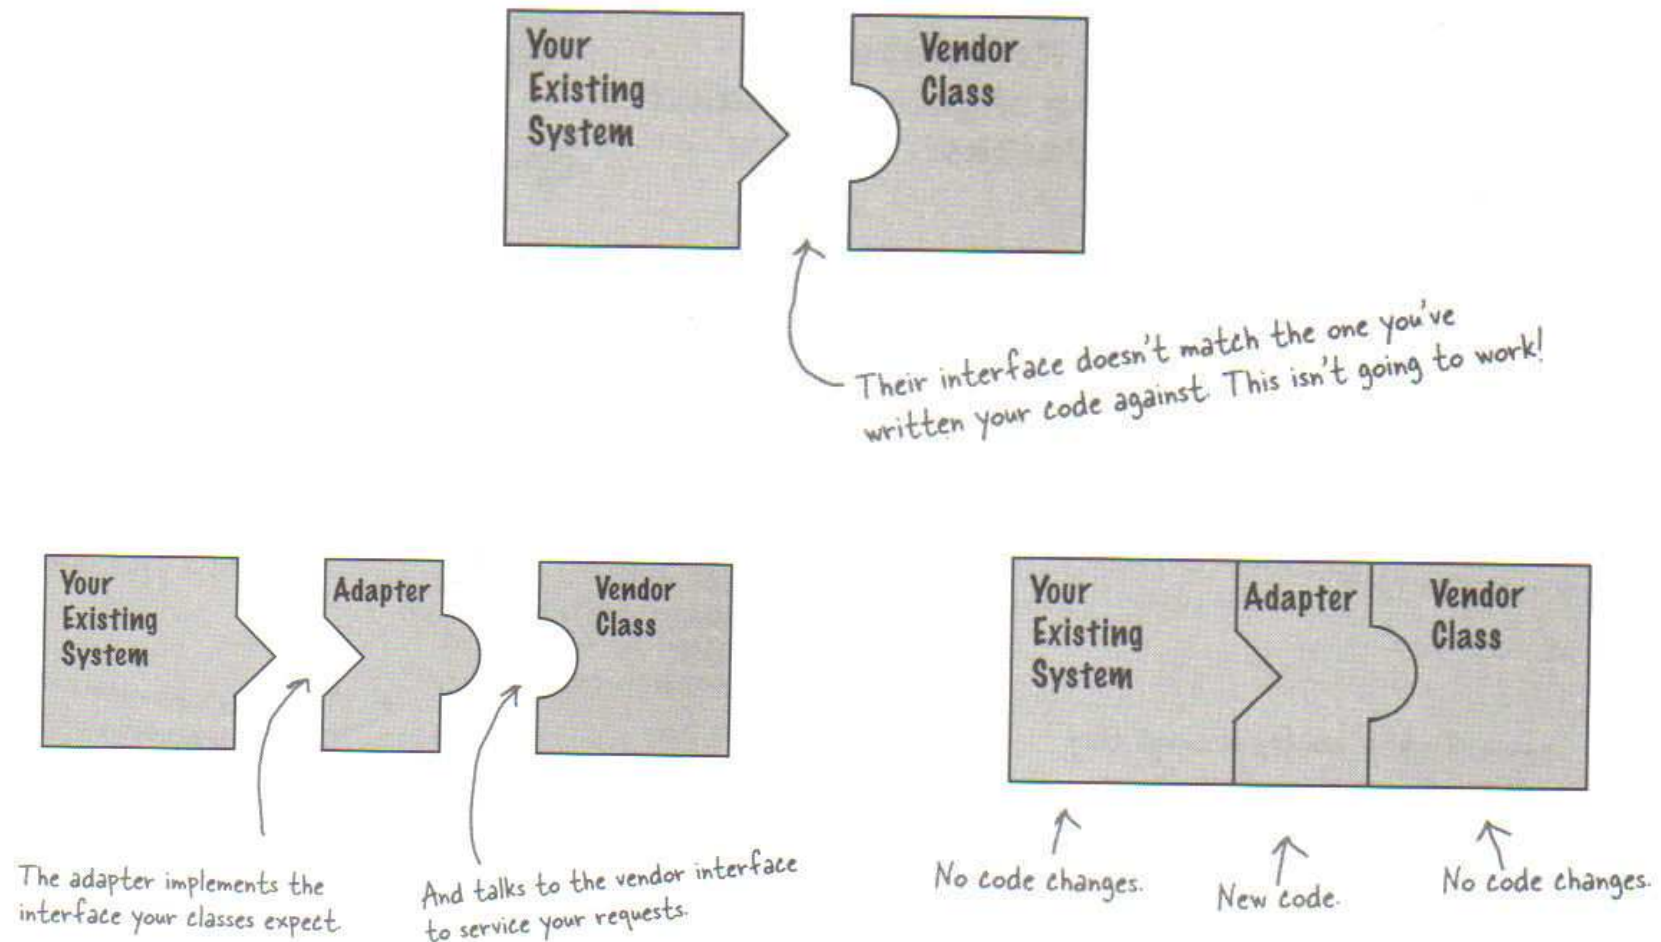 Your
Existing
System
Vendor
Class
Their interface doesn't match the one you've
written your code against. This isn't going to work!
Your
Existing
System
Adapter
Vendor
Class
The adapter implements the
interface your classes expect.
And talks to the vendor interface
to service your requests.
Your
Existing
System
Adapter
Vendor
Class
No code changes.
New code.
No code changes.